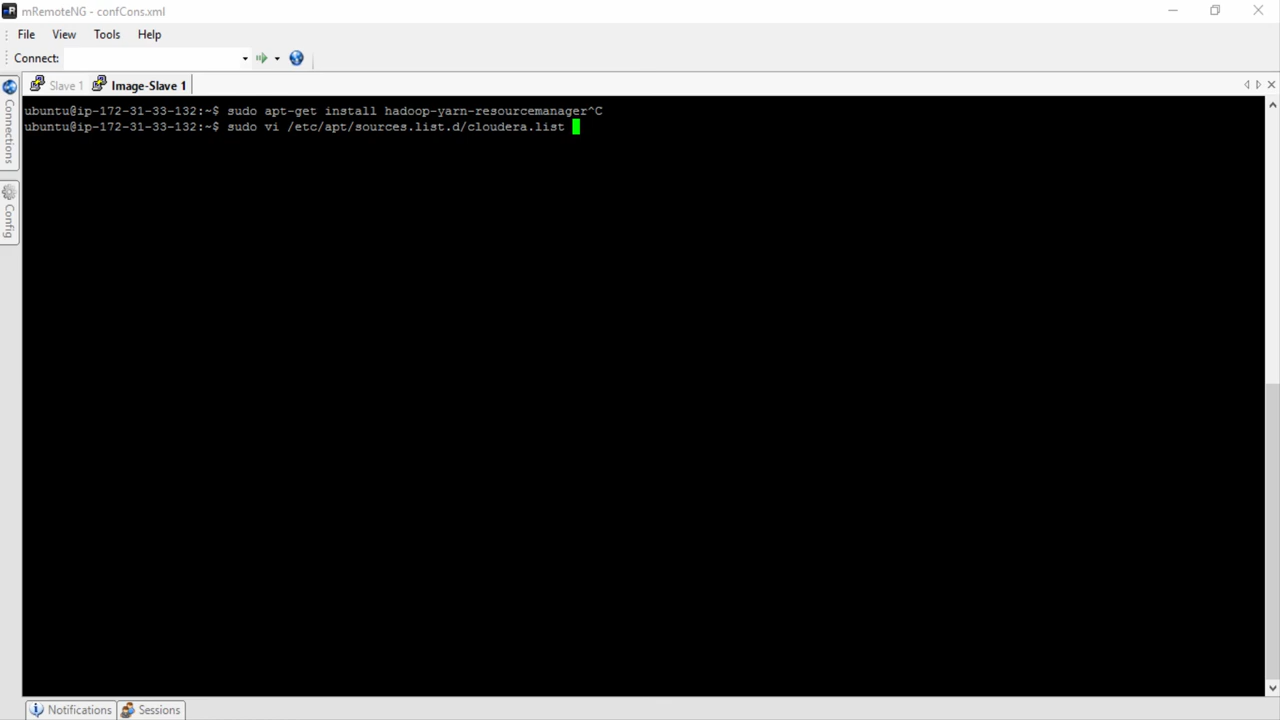 mRemoteNG - confCons.xml
File View Tools Help
Connect:
Slave 1 Image-Slave 1
ubuntu@ip-172-31-33-132:~$ sudo apt-get install hadoop-yarn-resourcemanager^C
ubuntu@ip-172-31-33-132:~$ sudo vi /etc/apt/sources.list.d/cloudera.list
Connections
Config
Notifications Sessions